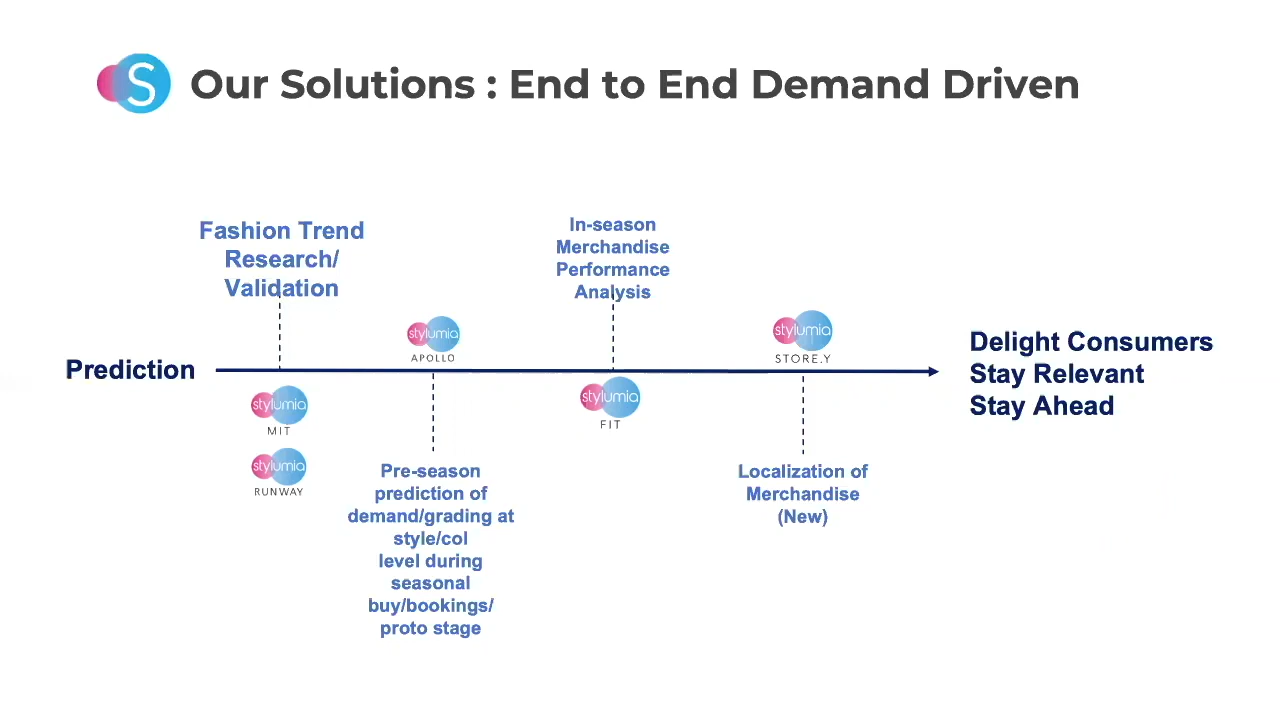 S Our Solutions : End to End Demand Driven
Fashion Trend
Research/
Validation
In-season
Merchandise
Performance
Analysis
stylumia
APOLLO
stylumia
STORE.Y
Prediction
Delight Consumers
Stay Relevant
Stay Ahead
stylumia
MIT
stylumia
RUNWAY
stylumia
FIT
Pre-season
prediction of
demand/grading at
style/col
level during
seasonal
buy/bookings/
proto stage
Localization of
Merchandise
(New)